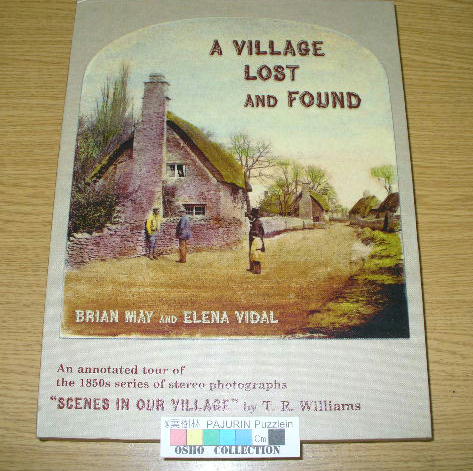 A VILLAGE
LOST
AND FOUND
BRIAN MAY AND ELENA VIDAL
An annotated tour of
the 1850s series of stereo photographs
"SCENES IN OUR VILLAGE" by T. R. Williams
PAJURIN Puzzlein
Cm
OSHO COLLECTION